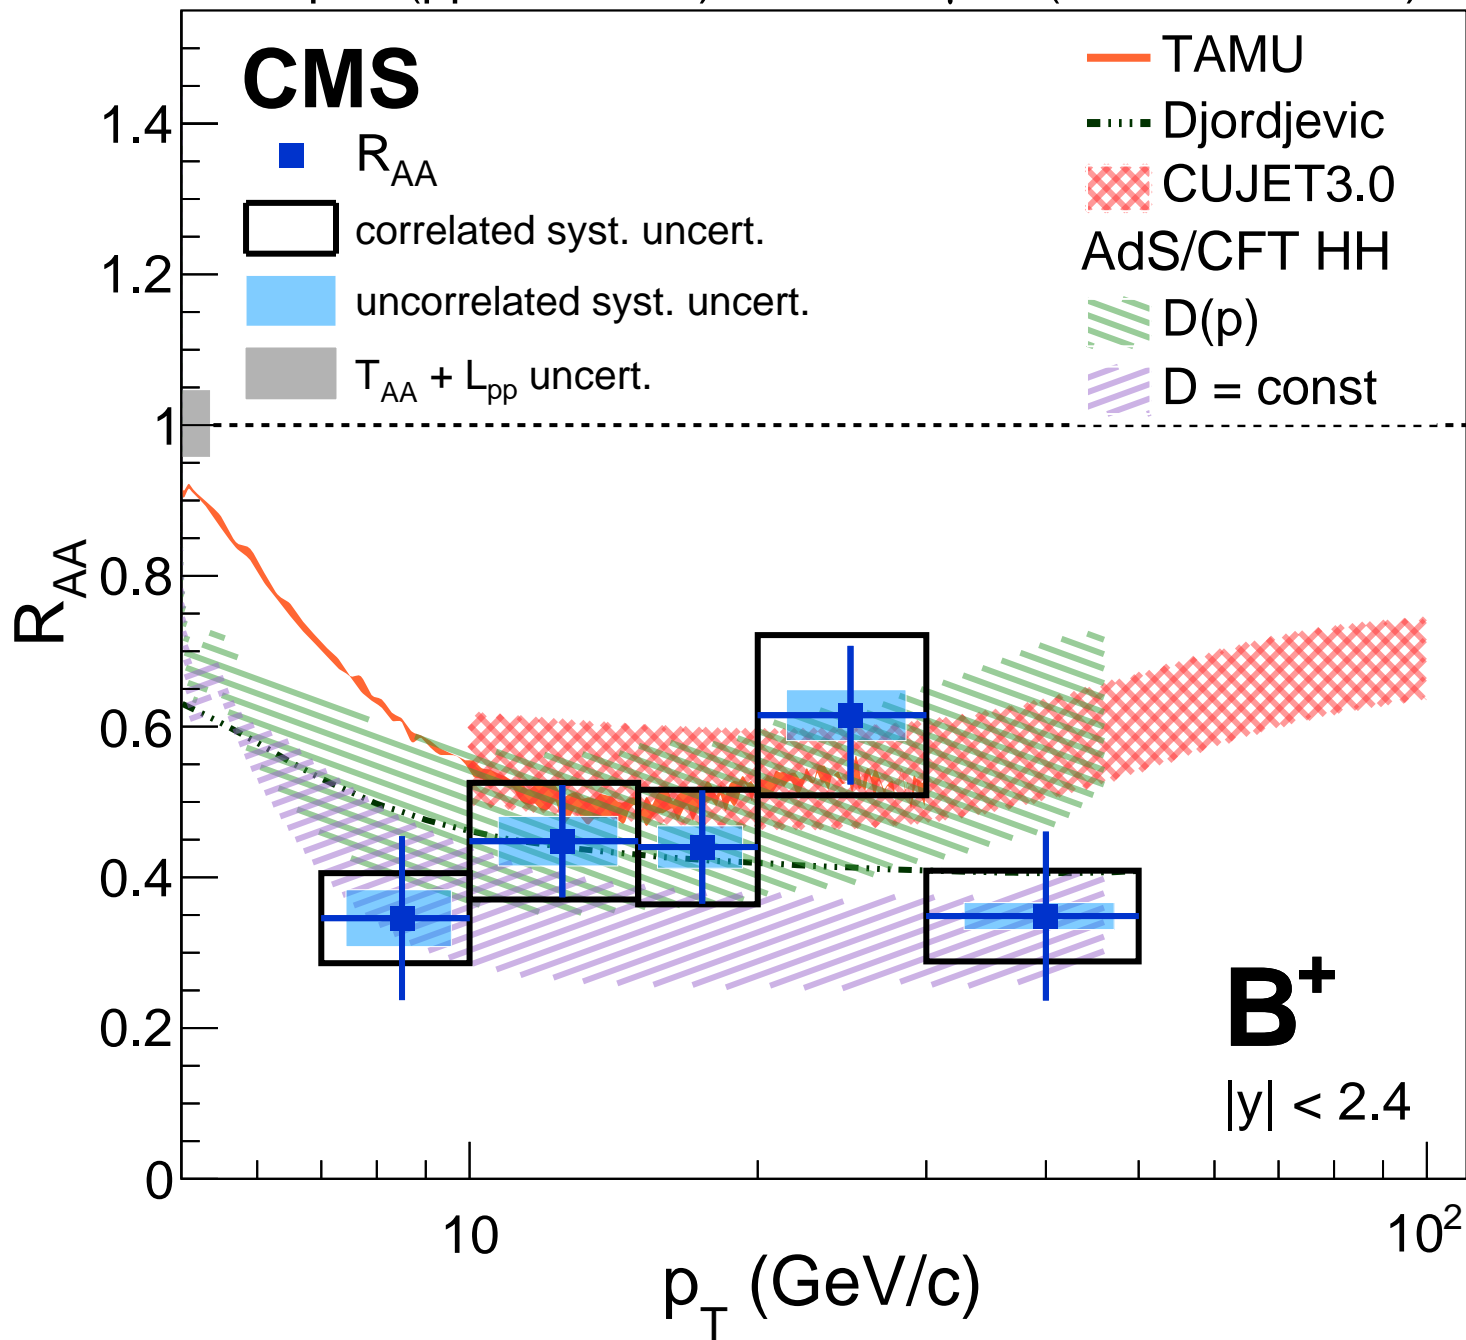 CMS
R_AA
correlated syst. uncert.
uncorrelated syst. uncert.
T_AA + L_pp uncert.
TAMU
Djordjevic
CUJET3.0
AdS/CFT HH
D(p)
D = const
1.4
1.2
1
0.8
0.6
0.4
0.2
0
R_AA
B⁺
|y| < 2.4
10
10²
p_T (GeV/c)